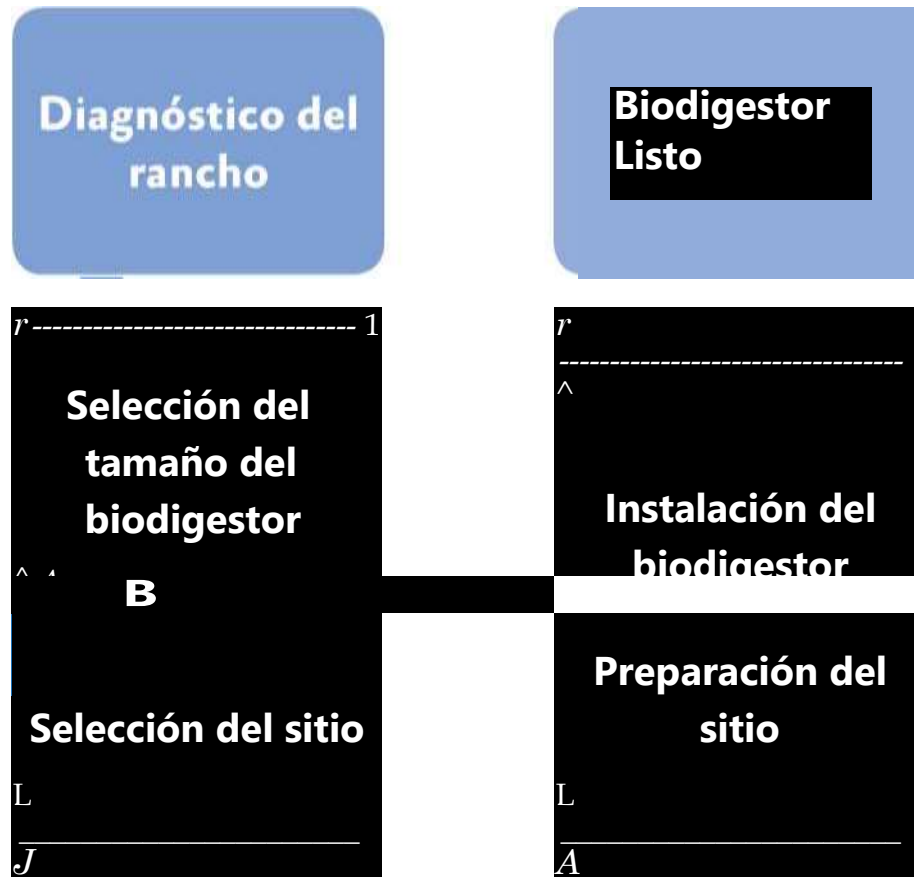 Diagnóstico del
rancho
Biodigestor
Listo
r -------------------------------- 1
Selección del
tamaño del
biodigestor
^
r
----------------------------------
^
Instalación del
biodigestor
B
Selección del sitio
L
J
Preparación del
sitio
L
A